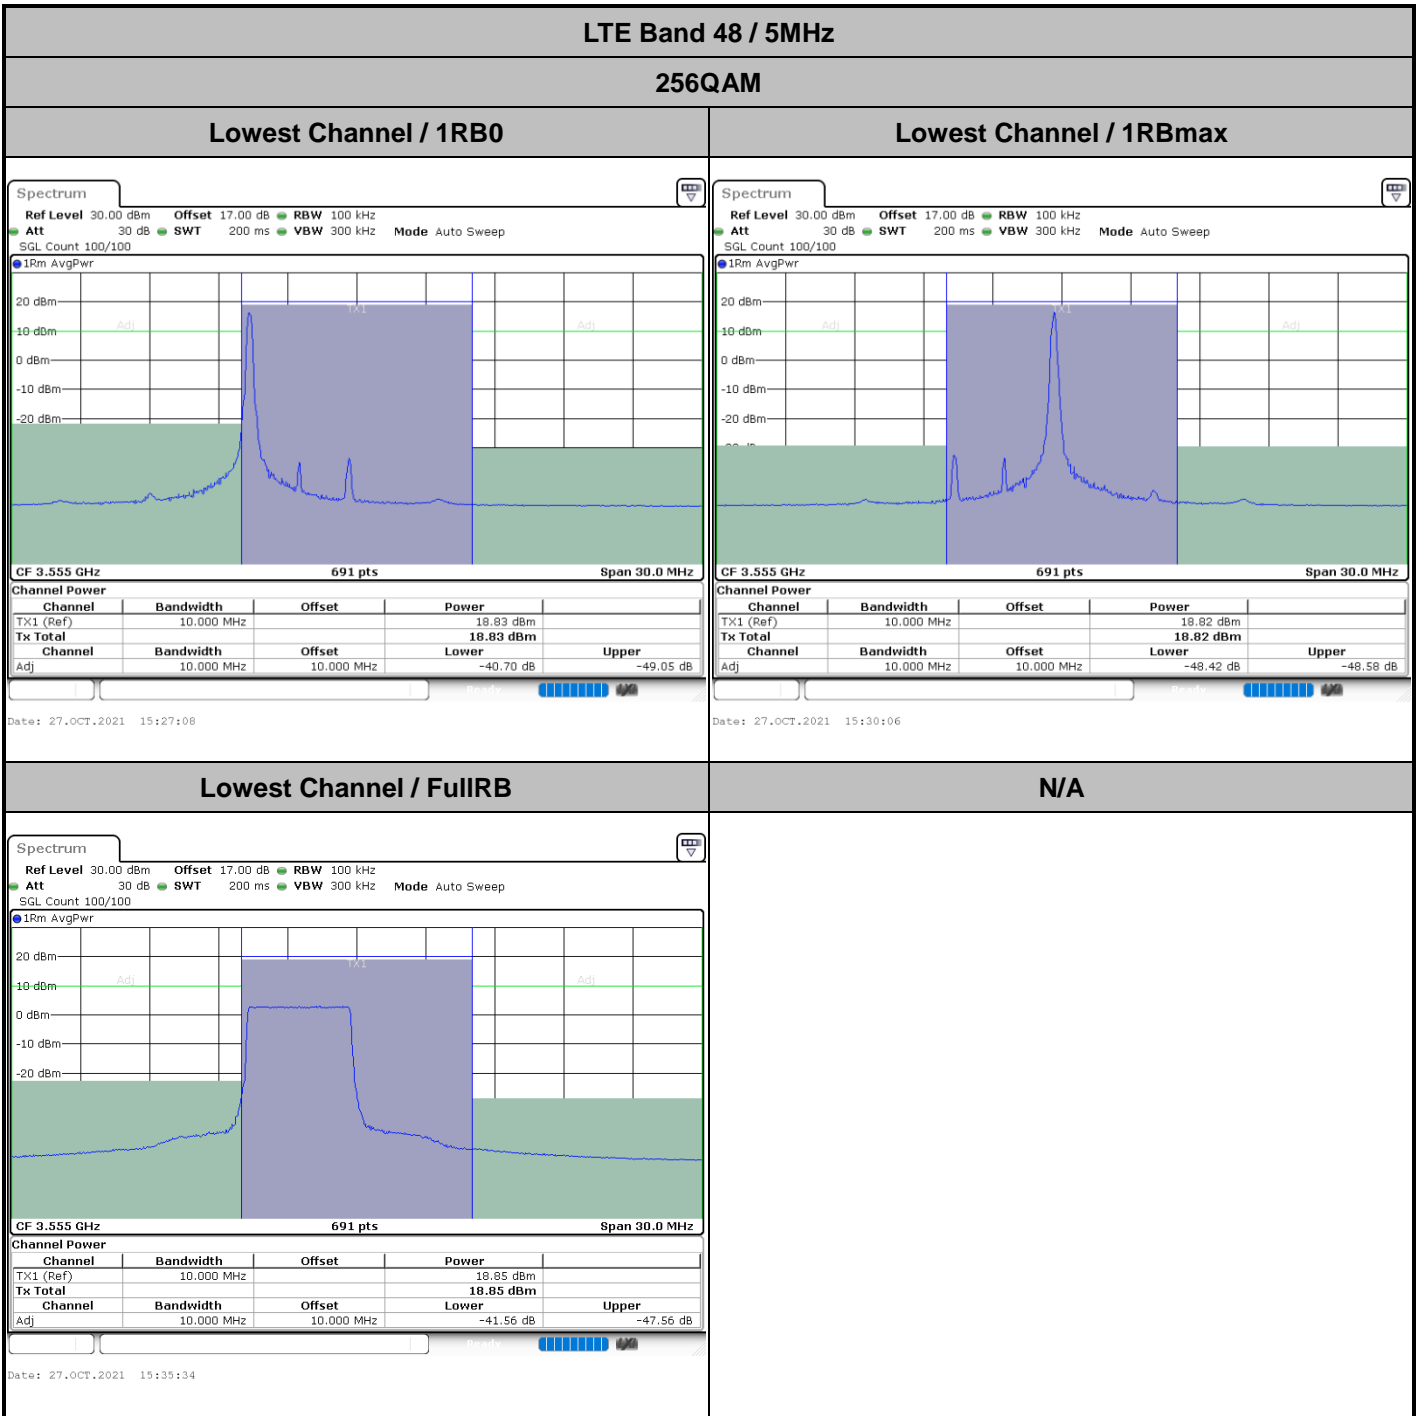 LTE Band 48 / 5MHz
256QAM
Lowest Channel / 1RB0
Lowest Channel / 1RBmax
Spectrum
Ref Level 30.00 dBm Offset 17.00 dB RBW 100 kHz
Att 30 dB SWT 200 ms VBW 300 kHz Mode Auto Sweep
SGL Count 100/100
1Rm AvgPwr
TX1
20 dBm
Adj
Adj
10 dBm
0 dBm
-10 dBm
-20 dBm
CF 3.555 GHz 691 pts Span 30.0 MHz
Channel Power
Channel Bandwidth Offset Power
TX1 (Ref) 10.000 MHz 18.83 dBm
Tx Total 18.83 dBm
Channel Bandwidth Offset Lower Upper
Adj 10.000 MHz 10.000 MHz -40.70 dB -49.05 dB
Ready
Date: 27.OCT.2021 15:27:08
Spectrum
Ref Level 30.00 dBm Offset 17.00 dB RBW 100 kHz
Att 30 dB SWT 200 ms VBW 300 kHz Mode Auto Sweep
SGL Count 100/100
1Rm AvgPwr
TX1
20 dBm
Adj
Adj
10 dBm
0 dBm
-10 dBm
-20 dBm
CF 3.555 GHz 691 pts Span 30.0 MHz
Channel Power
Channel Bandwidth Offset Power
TX1 (Ref) 10.000 MHz 18.82 dBm
Tx Total 18.82 dBm
Channel Bandwidth Offset Lower Upper
Adj 10.000 MHz 10.000 MHz -48.42 dB -48.58 dB
Ready
Date: 27.OCT.2021 15:30:06
Lowest Channel / FullRB
N/A
Spectrum
Ref Level 30.00 dBm Offset 17.00 dB RBW 100 kHz
Att 30 dB SWT 200 ms VBW 300 kHz Mode Auto Sweep
SGL Count 100/100
1Rm AvgPwr
TX1
20 dBm
Adj
Adj
10 dBm
0 dBm
-10 dBm
-20 dBm
CF 3.555 GHz 691 pts Span 30.0 MHz
Channel Power
Channel Bandwidth Offset Power
TX1 (Ref) 10.000 MHz 18.85 dBm
Tx Total 18.85 dBm
Channel Bandwidth Offset Lower Upper
Adj 10.000 MHz 10.000 MHz -41.56 dB -47.56 dB
Ready
Date: 27.OCT.2021 15:35:34